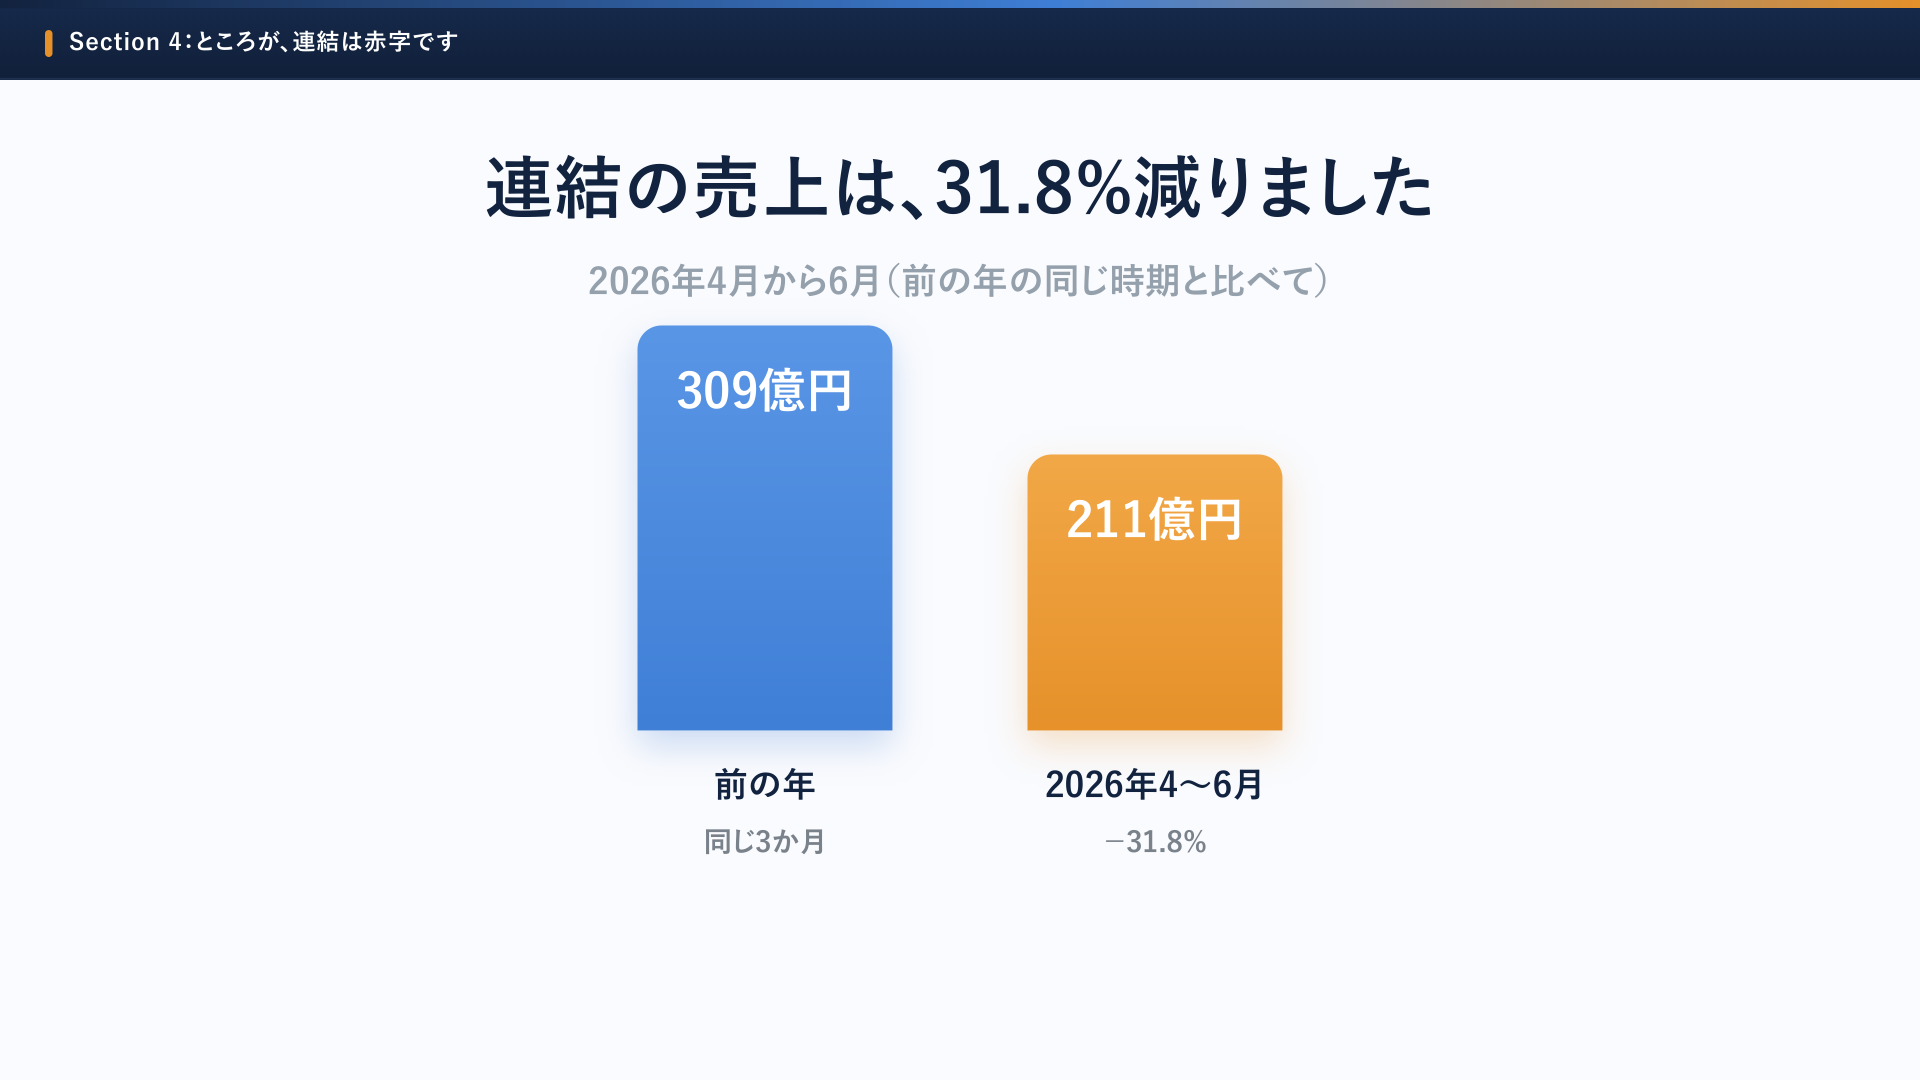 Section 4：ところが、連結は赤字です
連結の売上は、31.8%減りました
2026年4月から6月（前の年の同じ時期と比べて）
309億円
211億円
前の年
2026年4〜6月
同じ3か月
−31.8%